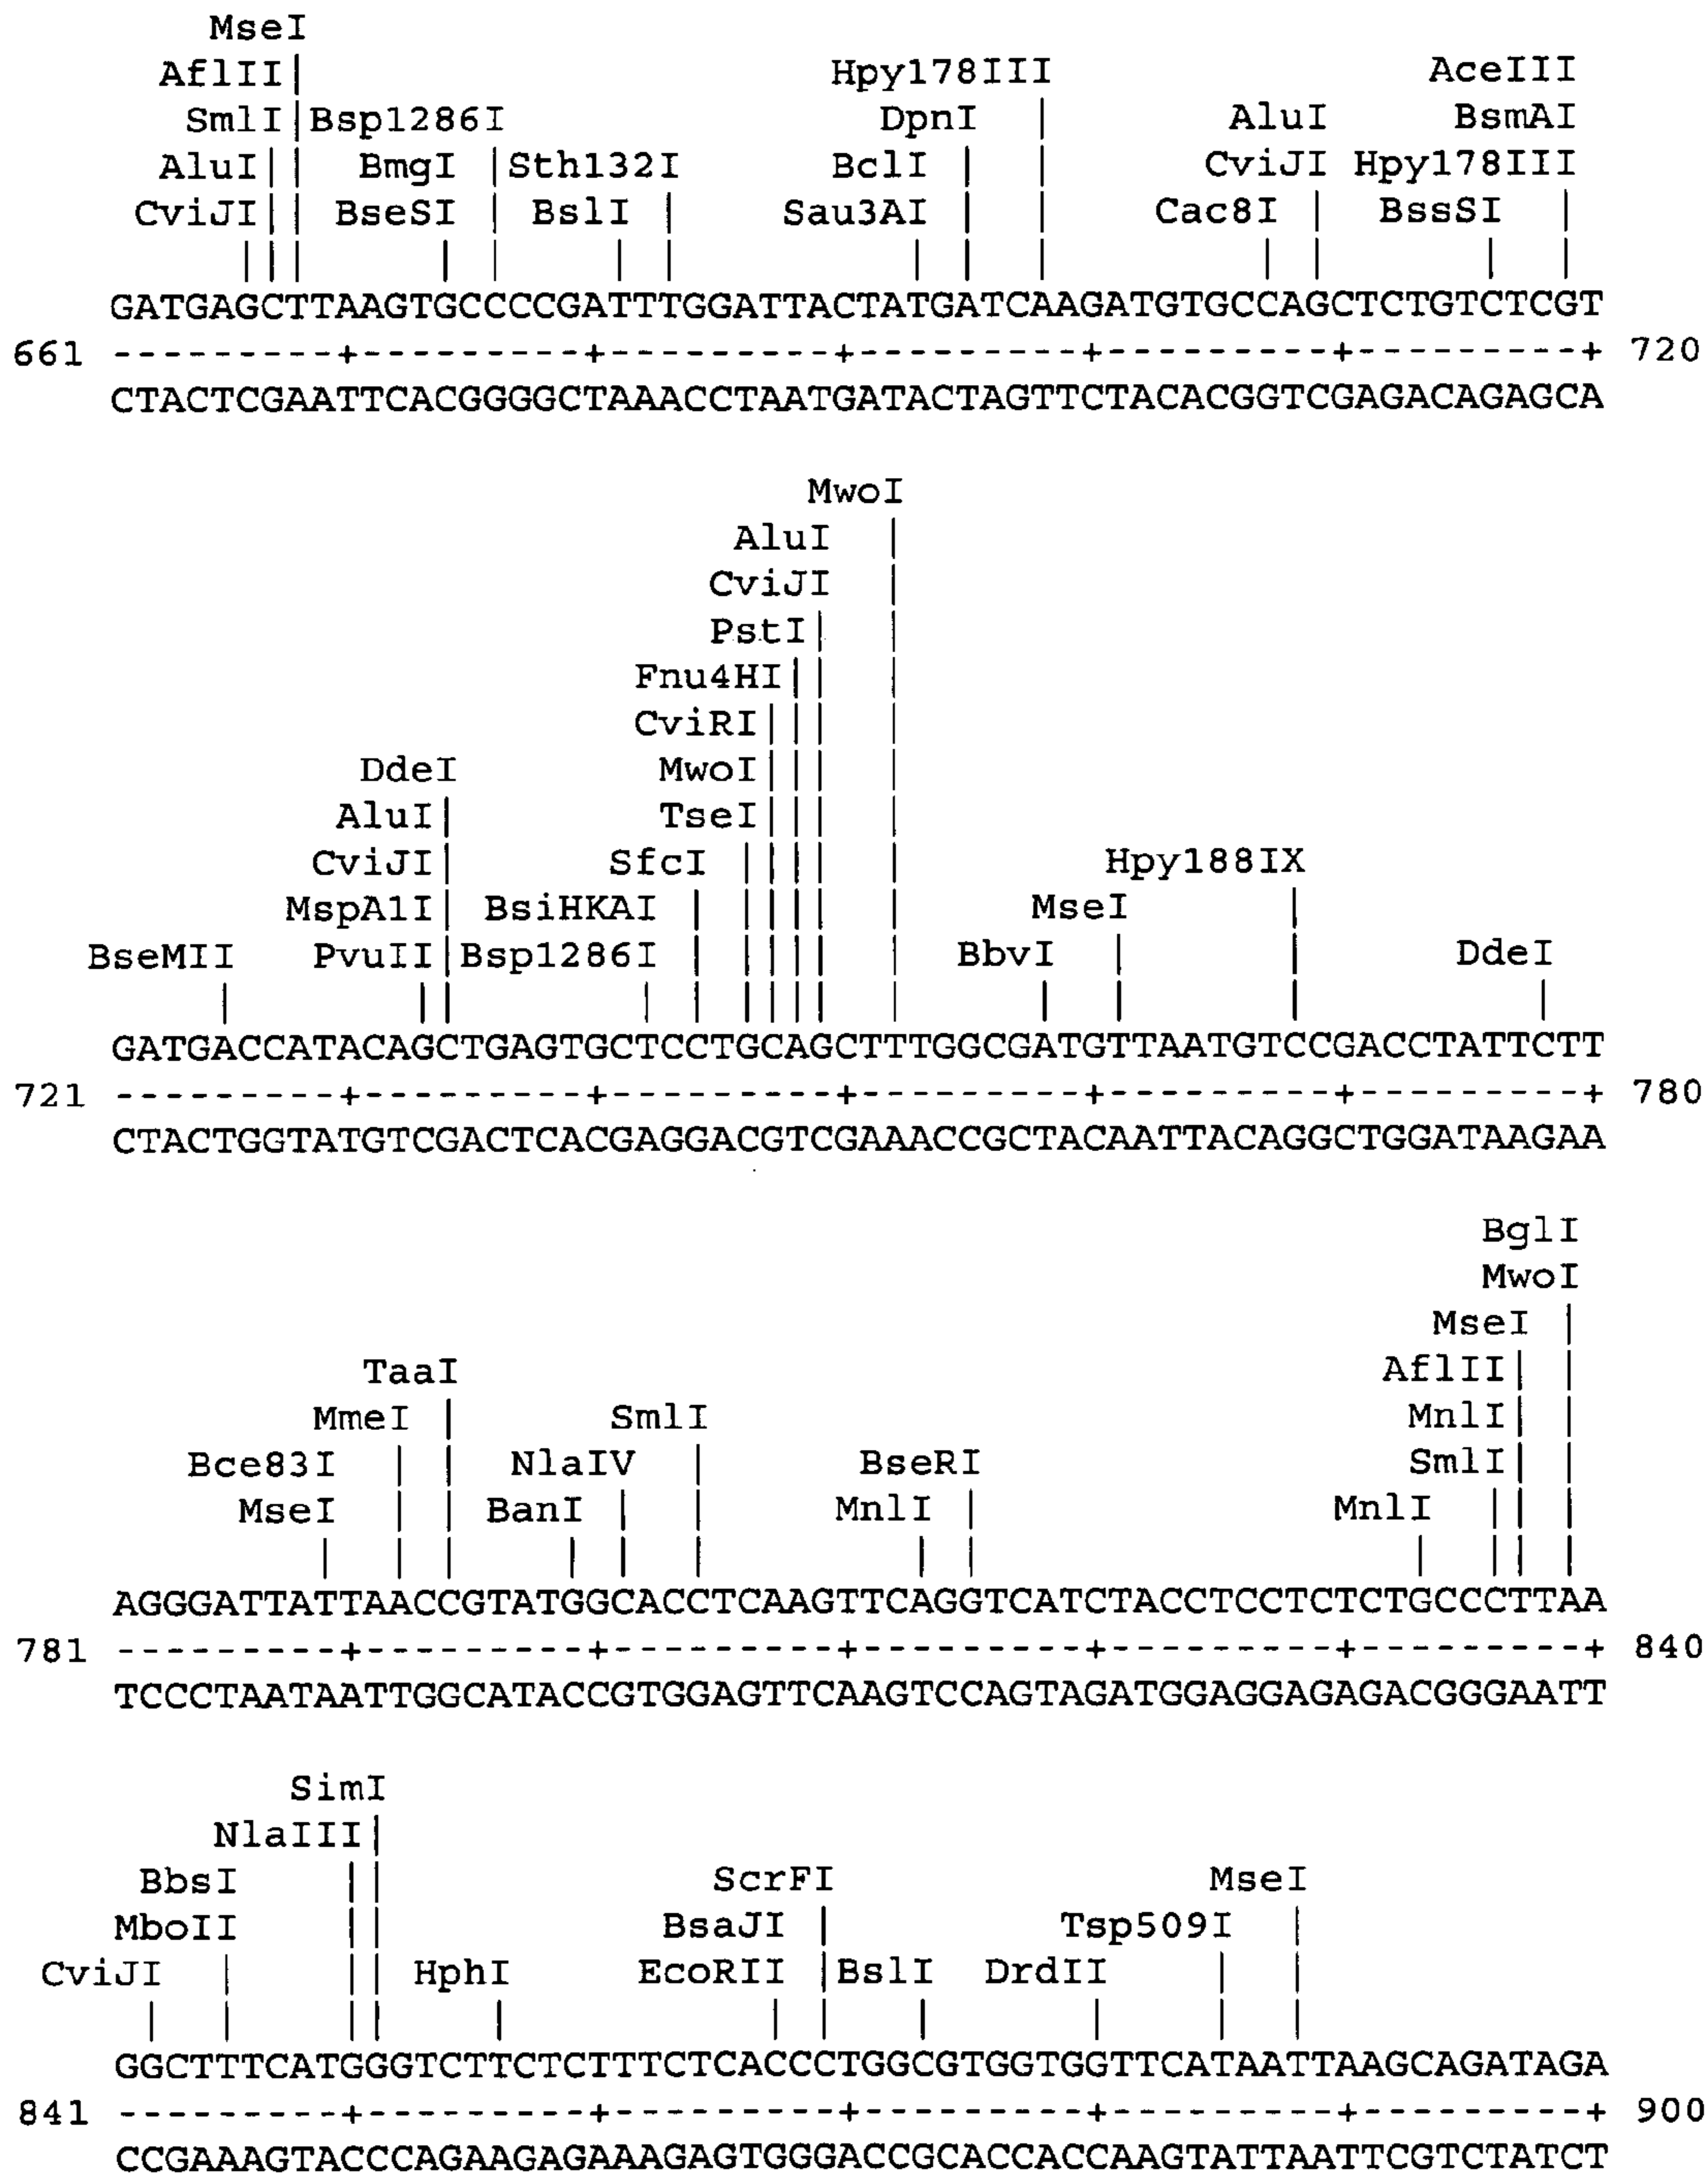 MseI
AflII
SmlI Bsp1286I Hpy178III AceIII
AluI BmgI Sth132I DpnI AluI BsmAI
CviJI BseSI BslI BclI CviJI Hpy178III
Sau3AI Cac8I BssSI
GATGAGCTTAAGTGCCCCGATTTGGATTACTATGATCAAGATGTGCCAGCTCTGTCTCGT
661 ---------+---------+---------+---------+---------+---------+ 720
CTACTCGAATTCACGGGGCTAAACCTAATGATACTAGTTCTACACGGTCGAGACAGAGCA
MwoI
AluI
CviJI
PstI
Fnu4HI
CviRI
DdeI MwoI
AluI TseI
CviJI SfcI Hpy188IX
MspA1I BsiHKAI MseI
BseMII PvuII Bsp1286I BbvI DdeI
GATGACCATACAGCTGAGTGCTCCTGCAGCTTTGGCGATGTTAATGTCCGACCTATTCTT
721 ---------+---------+---------+---------+---------+---------+ 780
CTACTGGTATGTCGACTCACGAGGACGTCGAAACCGCTACAATTACAGGCTGGATAAGAA
BglI
MwoI
MseI
TaaI AflII
MmeI SmlI MnlI
Bce83I NlaIV BseRI SmlI
MseI BanI MnlI MnlI
AGGGATTATTAACCGTATGGCACCTCAAGTTCAGGTCATCTACCTCCTCTCTGCCCTTAA
781 ---------+---------+---------+---------+---------+---------+ 840
TCCCTAATAATTGGCATACCGTGGAGTTCAAGTCCAGTAGATGGAGGAGAGACGGGAATT
SimI
NlaIII
BbsI ScrFI MseI
MboII BsaJI Tsp509I
CviJI HphI EcoRII BslI DrdII
GGCTTTCATGGGTCTTCTCTTTCTCACCCTGGCGTGGTGGTTCATAATTAAGCAGATAGA
841 ---------+---------+---------+---------+---------+---------+ 900
CCGAAAGTACCCAGAAGAGAAAGAGTGGGACCGCACCACCAAGTATTAATTCGTCTATCT